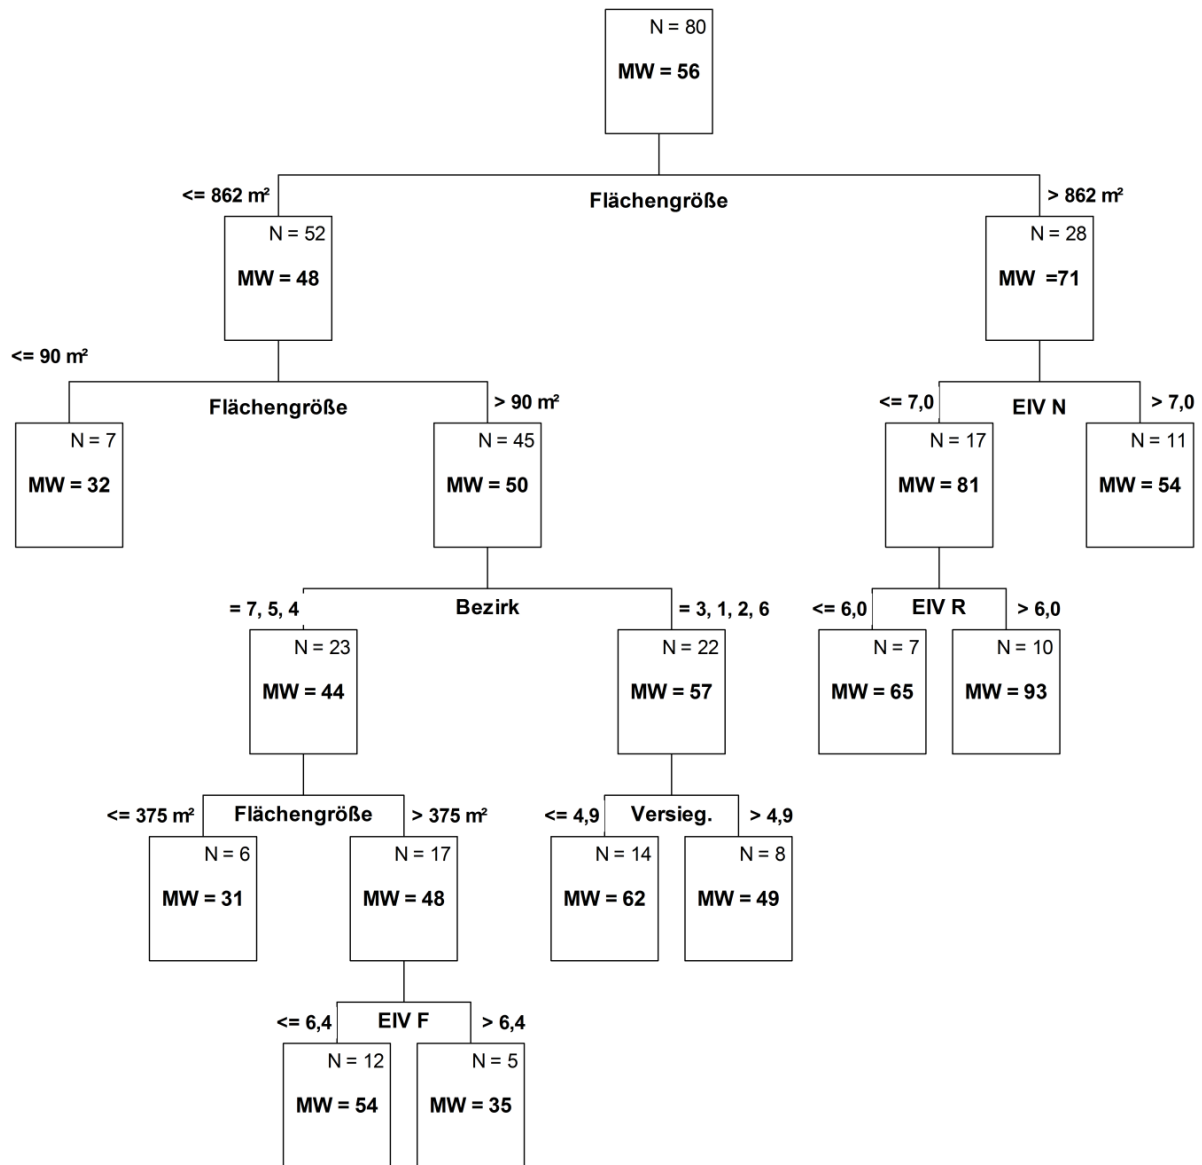 N = 80
MW = 56
<= 862 m²
Flächengröße
> 862 m²
N = 52
MW = 48
N = 28
MW =71
<= 90 m²
Flächengröße
> 90 m²
<= 7,0
EIV N
> 7,0
N = 7
MW = 32
N = 45
MW = 50
N = 17
MW = 81
N = 11
MW = 54
= 7, 5, 4
Bezirk
= 3, 1, 2, 6
<= 6,0
EIV R
> 6,0
N = 23
MW = 44
N = 22
MW = 57
N = 7
MW = 65
N = 10
MW = 93
<= 375 m²
Flächengröße
> 375 m²
<= 4,9
Versieg.
> 4,9
N = 6
MW = 31
N = 17
MW = 48
N = 14
MW = 62
N = 8
MW = 49
<= 6,4
EIV F
> 6,4
N = 12
MW = 54
N = 5
MW = 35